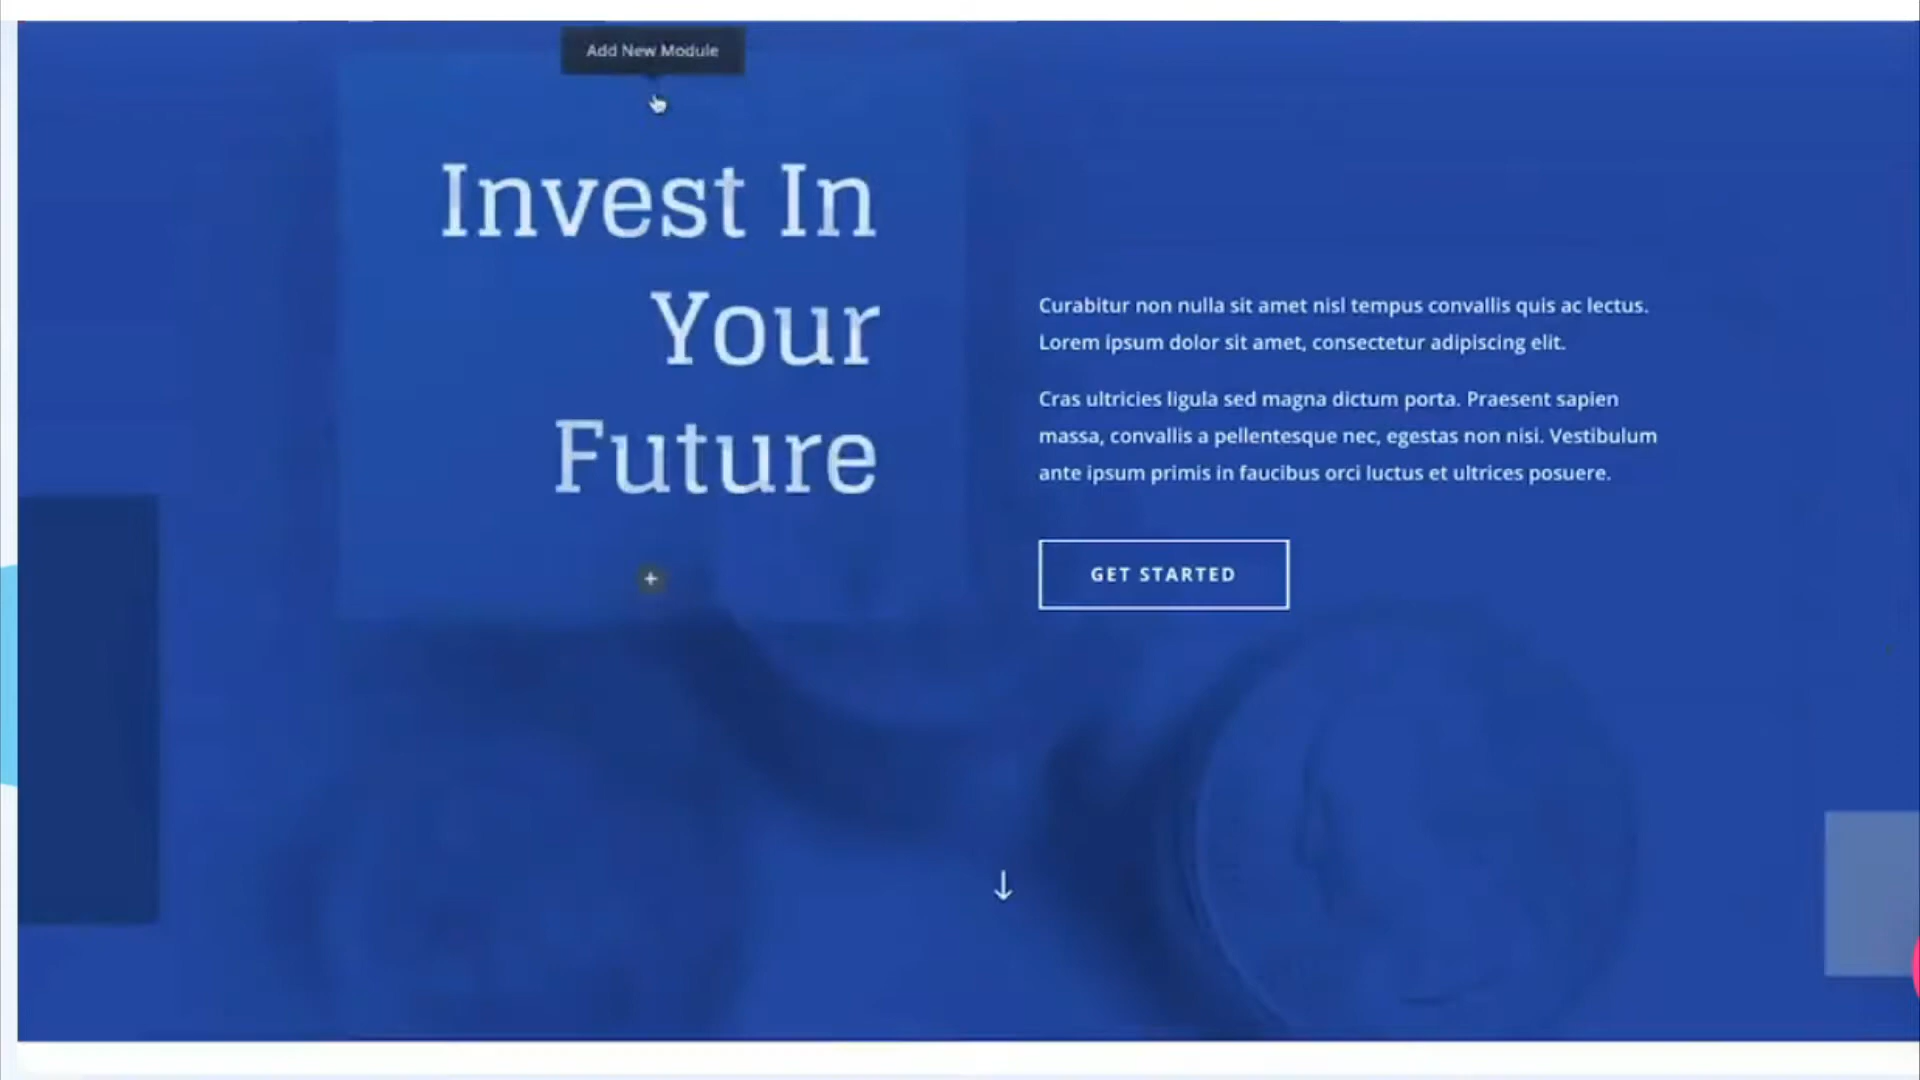 Add New Module
Invest In
Your
Future
Curabitur non nulla sit amet nisl tempus convallis quis ac lectus.
Lorem ipsum dolor sit amet, consectetur adipiscing elit.
Cras ultricies ligula sed magna dictum porta. Praesent sapien
massa, convallis a pellentesque nec, egestas non nisi. Vestibulum
ante ipsum primis in faucibus orci luctus et ultrices posuere.
GET STARTED